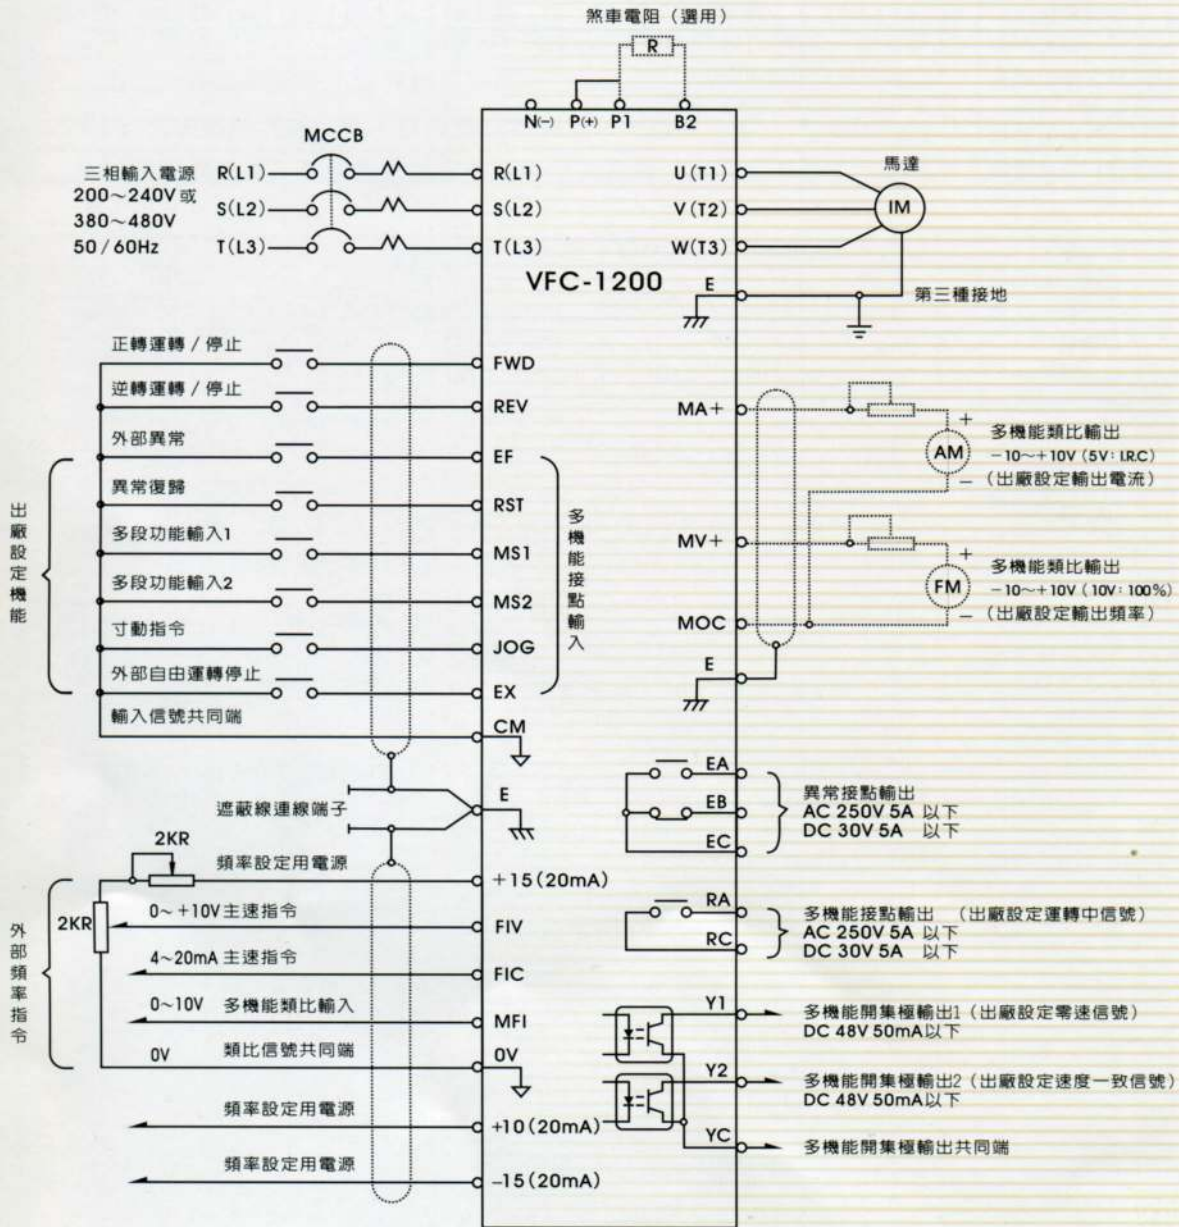 煞車電阻（選用）
R
N(-) P(+) P1 B2
MCCB
三相輸入電源 R(L1)
200～240V 或
380～480V
50 / 60Hz
S(L2)
T(L3)
R(L1)
S(L2)
T(L3)
U(T1)
V(T2)
W(T3)
馬達
IM
VFC-1200
E
第三種接地
正轉運轉 / 停止
FWD
逆轉運轉 / 停止
REV
外部異常
EF
異常復歸
RST
多段功能輸入1
MS1
多段功能輸入2
MS2
寸動指令
JOG
外部自由運轉停止
EX
輸入信號共同端
CM
出廠設定機能
多機能接點輸入
MA+
AM
+
−
多機能類比輸出
−10～+10V (5V: I.R.C)
（出廠設定輸出電流）
MV+
FM
+
−
多機能類比輸出
−10～+10V (10V: 100%)
（出廠設定輸出頻率）
MOC
E
遮蔽線連線端子
E
2KR
頻率設定用電源
+15(20mA)
2KR
0～+10V 主速指令
FIV
4~20mA 主速指令
FIC
0~10V 多機能類比輸入
MFI
0V 類比信號共同端
0V
外部頻率指令
頻率設定用電源
+10(20mA)
頻率設定用電源
−15(20mA)
EA
EB
EC
異常接點輸出
AC 250V 5A 以下
DC 30V 5A 以下
RA
RC
多機能接點輸出 （出廠設定運轉中信號）
AC 250V 5A 以下
DC 30V 5A 以下
Y1
多機能開集極輸出1（出廠設定零速信號）
DC 48V 50mA以下
Y2
多機能開集極輸出2（出廠設定速度一致信號）
DC 48V 50mA以下
YC
多機能開集極輸出共同端